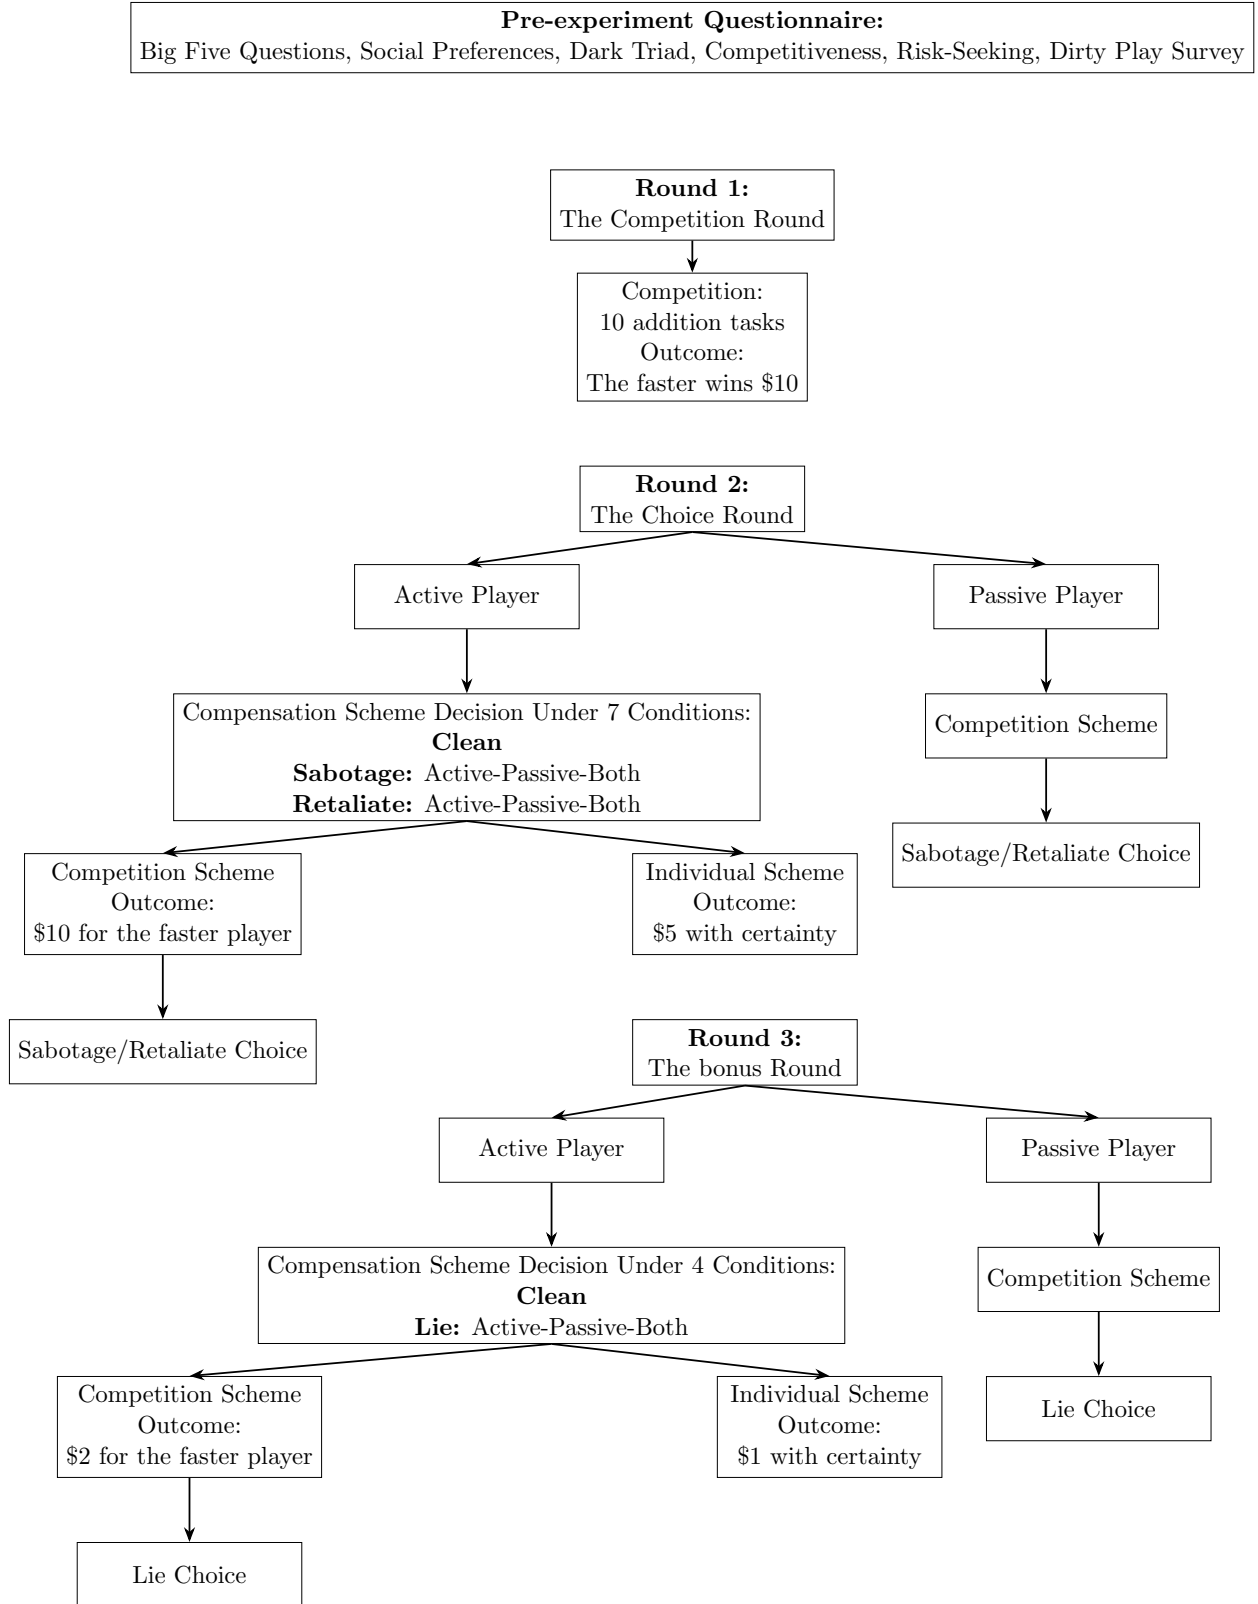 Pre-experiment Questionnaire:
Big Five Questions, Social Preferences, Dark Triad, Competitiveness, Risk-Seeking, Dirty Play Survey
Round 1:
The Competition Round
Competition:
10 addition tasks
Outcome:
The faster wins $10
Round 2:
The Choice Round
Active Player
Passive Player
Compensation Scheme Decision Under 7 Conditions:
Clean
Sabotage: Active-Passive-Both
Retaliate: Active-Passive-Both
Competition Scheme
Sabotage/Retaliate Choice
Competition Scheme
Outcome:
$10 for the faster player
Individual Scheme
Outcome:
$5 with certainty
Sabotage/Retaliate Choice
Round 3:
The bonus Round
Active Player
Passive Player
Compensation Scheme Decision Under 4 Conditions:
Clean
Lie: Active-Passive-Both
Competition Scheme
Lie Choice
Competition Scheme
Outcome:
$2 for the faster player
Individual Scheme
Outcome:
$1 with certainty
Lie Choice